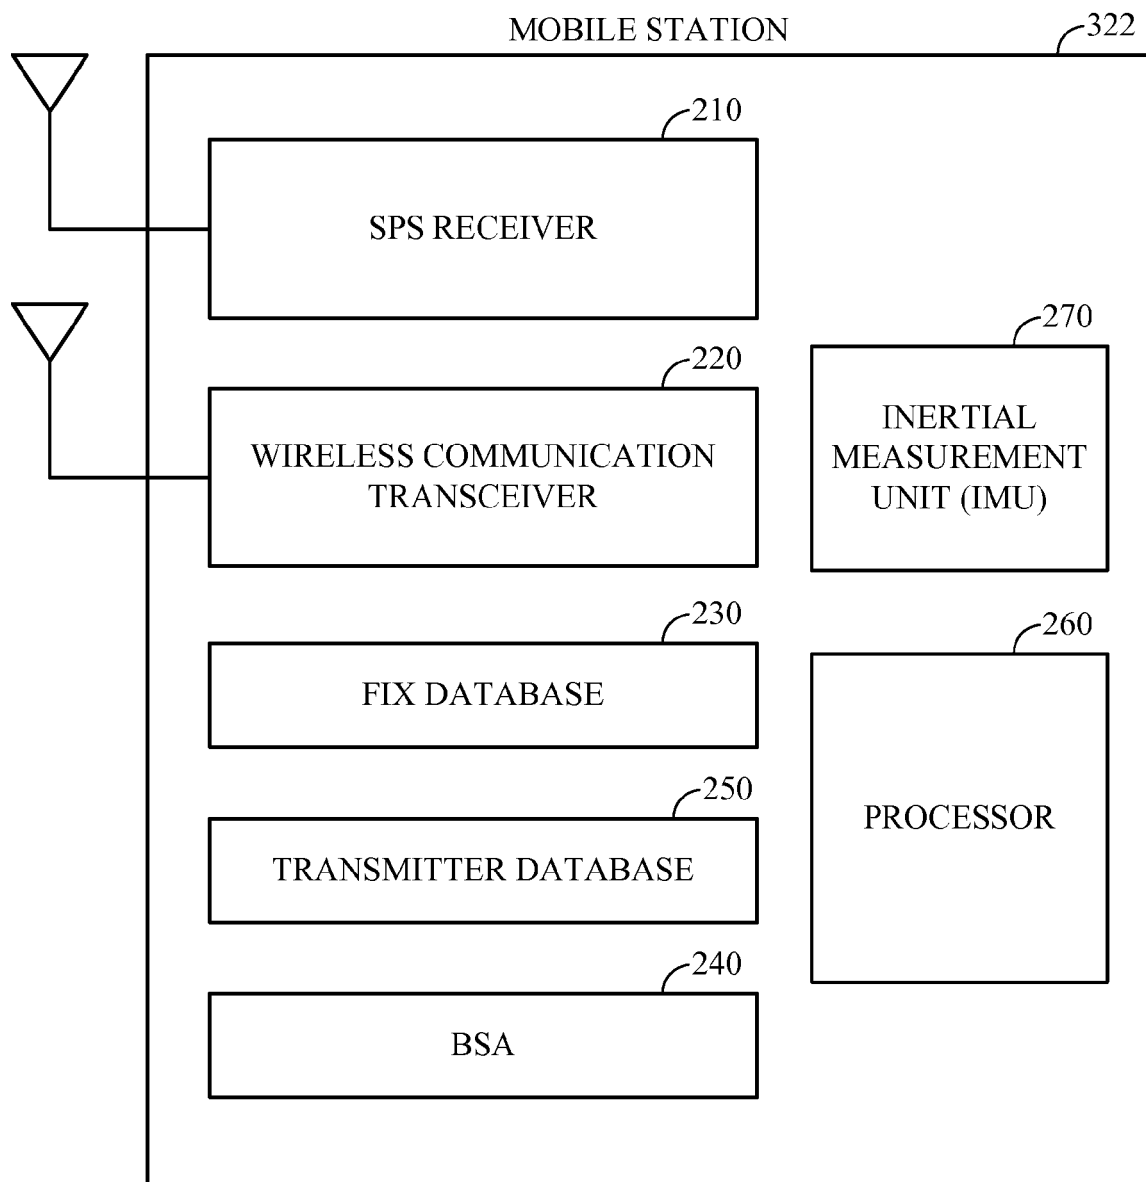 MOBILE STATION
322
210
SPS RECEIVER
220
WIRELESS COMMUNICATION
TRANSCEIVER
270
INERTIAL
MEASUREMENT
UNIT (IMU)
230
FIX DATABASE
260
PROCESSOR
250
TRANSMITTER DATABASE
240
BSA